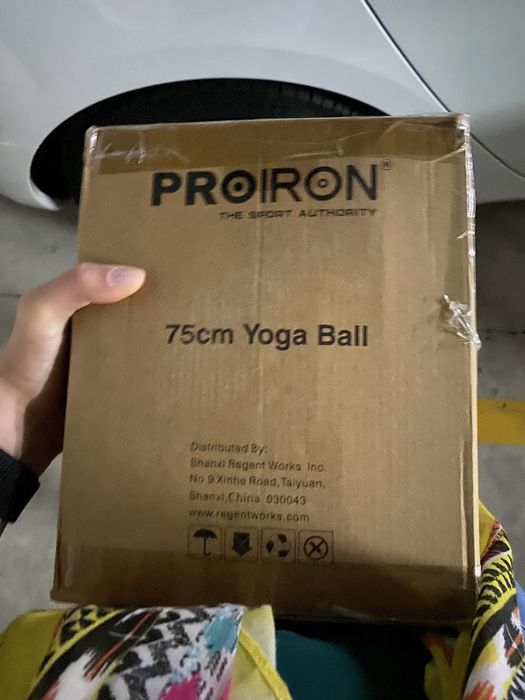 PROIRON®
THE SPORT AUTHORITY
75cm Yoga Ball
Distributed By:
Shanxi Regent Works Inc.
No.9 Xinhe Road,Taiyuan,
Shanxi,China 030043
www.regentworks.com